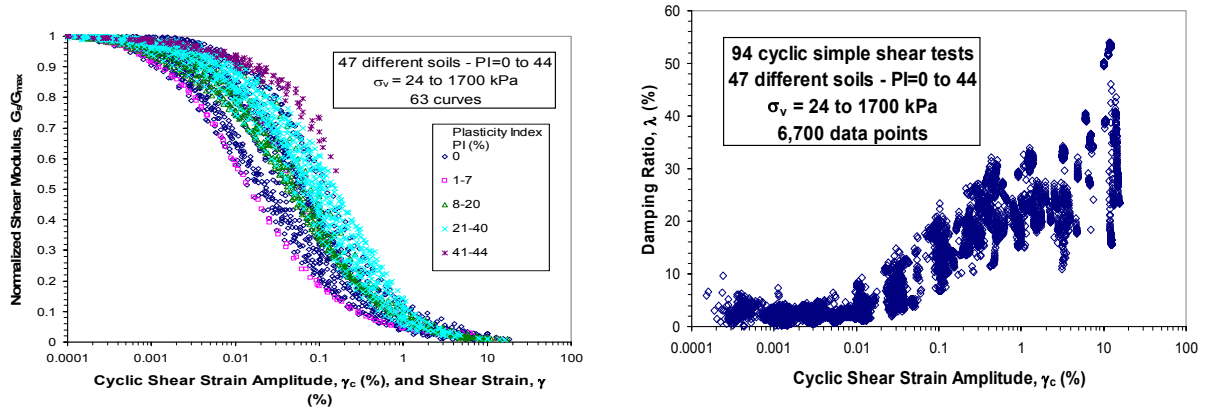 Normalized Shear Modulus, Gs/Gmax
1
0.9
0.8
0.7
0.6
0.5
0.4
0.3
0.2
0.1
0
47 different soils - PI=0 to 44
σv = 24 to 1700 kPa
63 curves
Plasticity Index
PI (%)
0
1-7
8-20
21-40
41-44
0.0001 0.001 0.01 0.1 1 10 100
Cyclic Shear Strain Amplitude, γc (%), and Shear Strain, γ
(%)
Damping Ratio, λ (%)
60
50
40
30
20
10
0
94 cyclic simple shear tests
47 different soils - PI=0 to 44
σv = 24 to 1700 kPa
6,700 data points
0.0001 0.001 0.01 0.1 1 10 100
Cyclic Shear Strain Amplitude, γc (%)